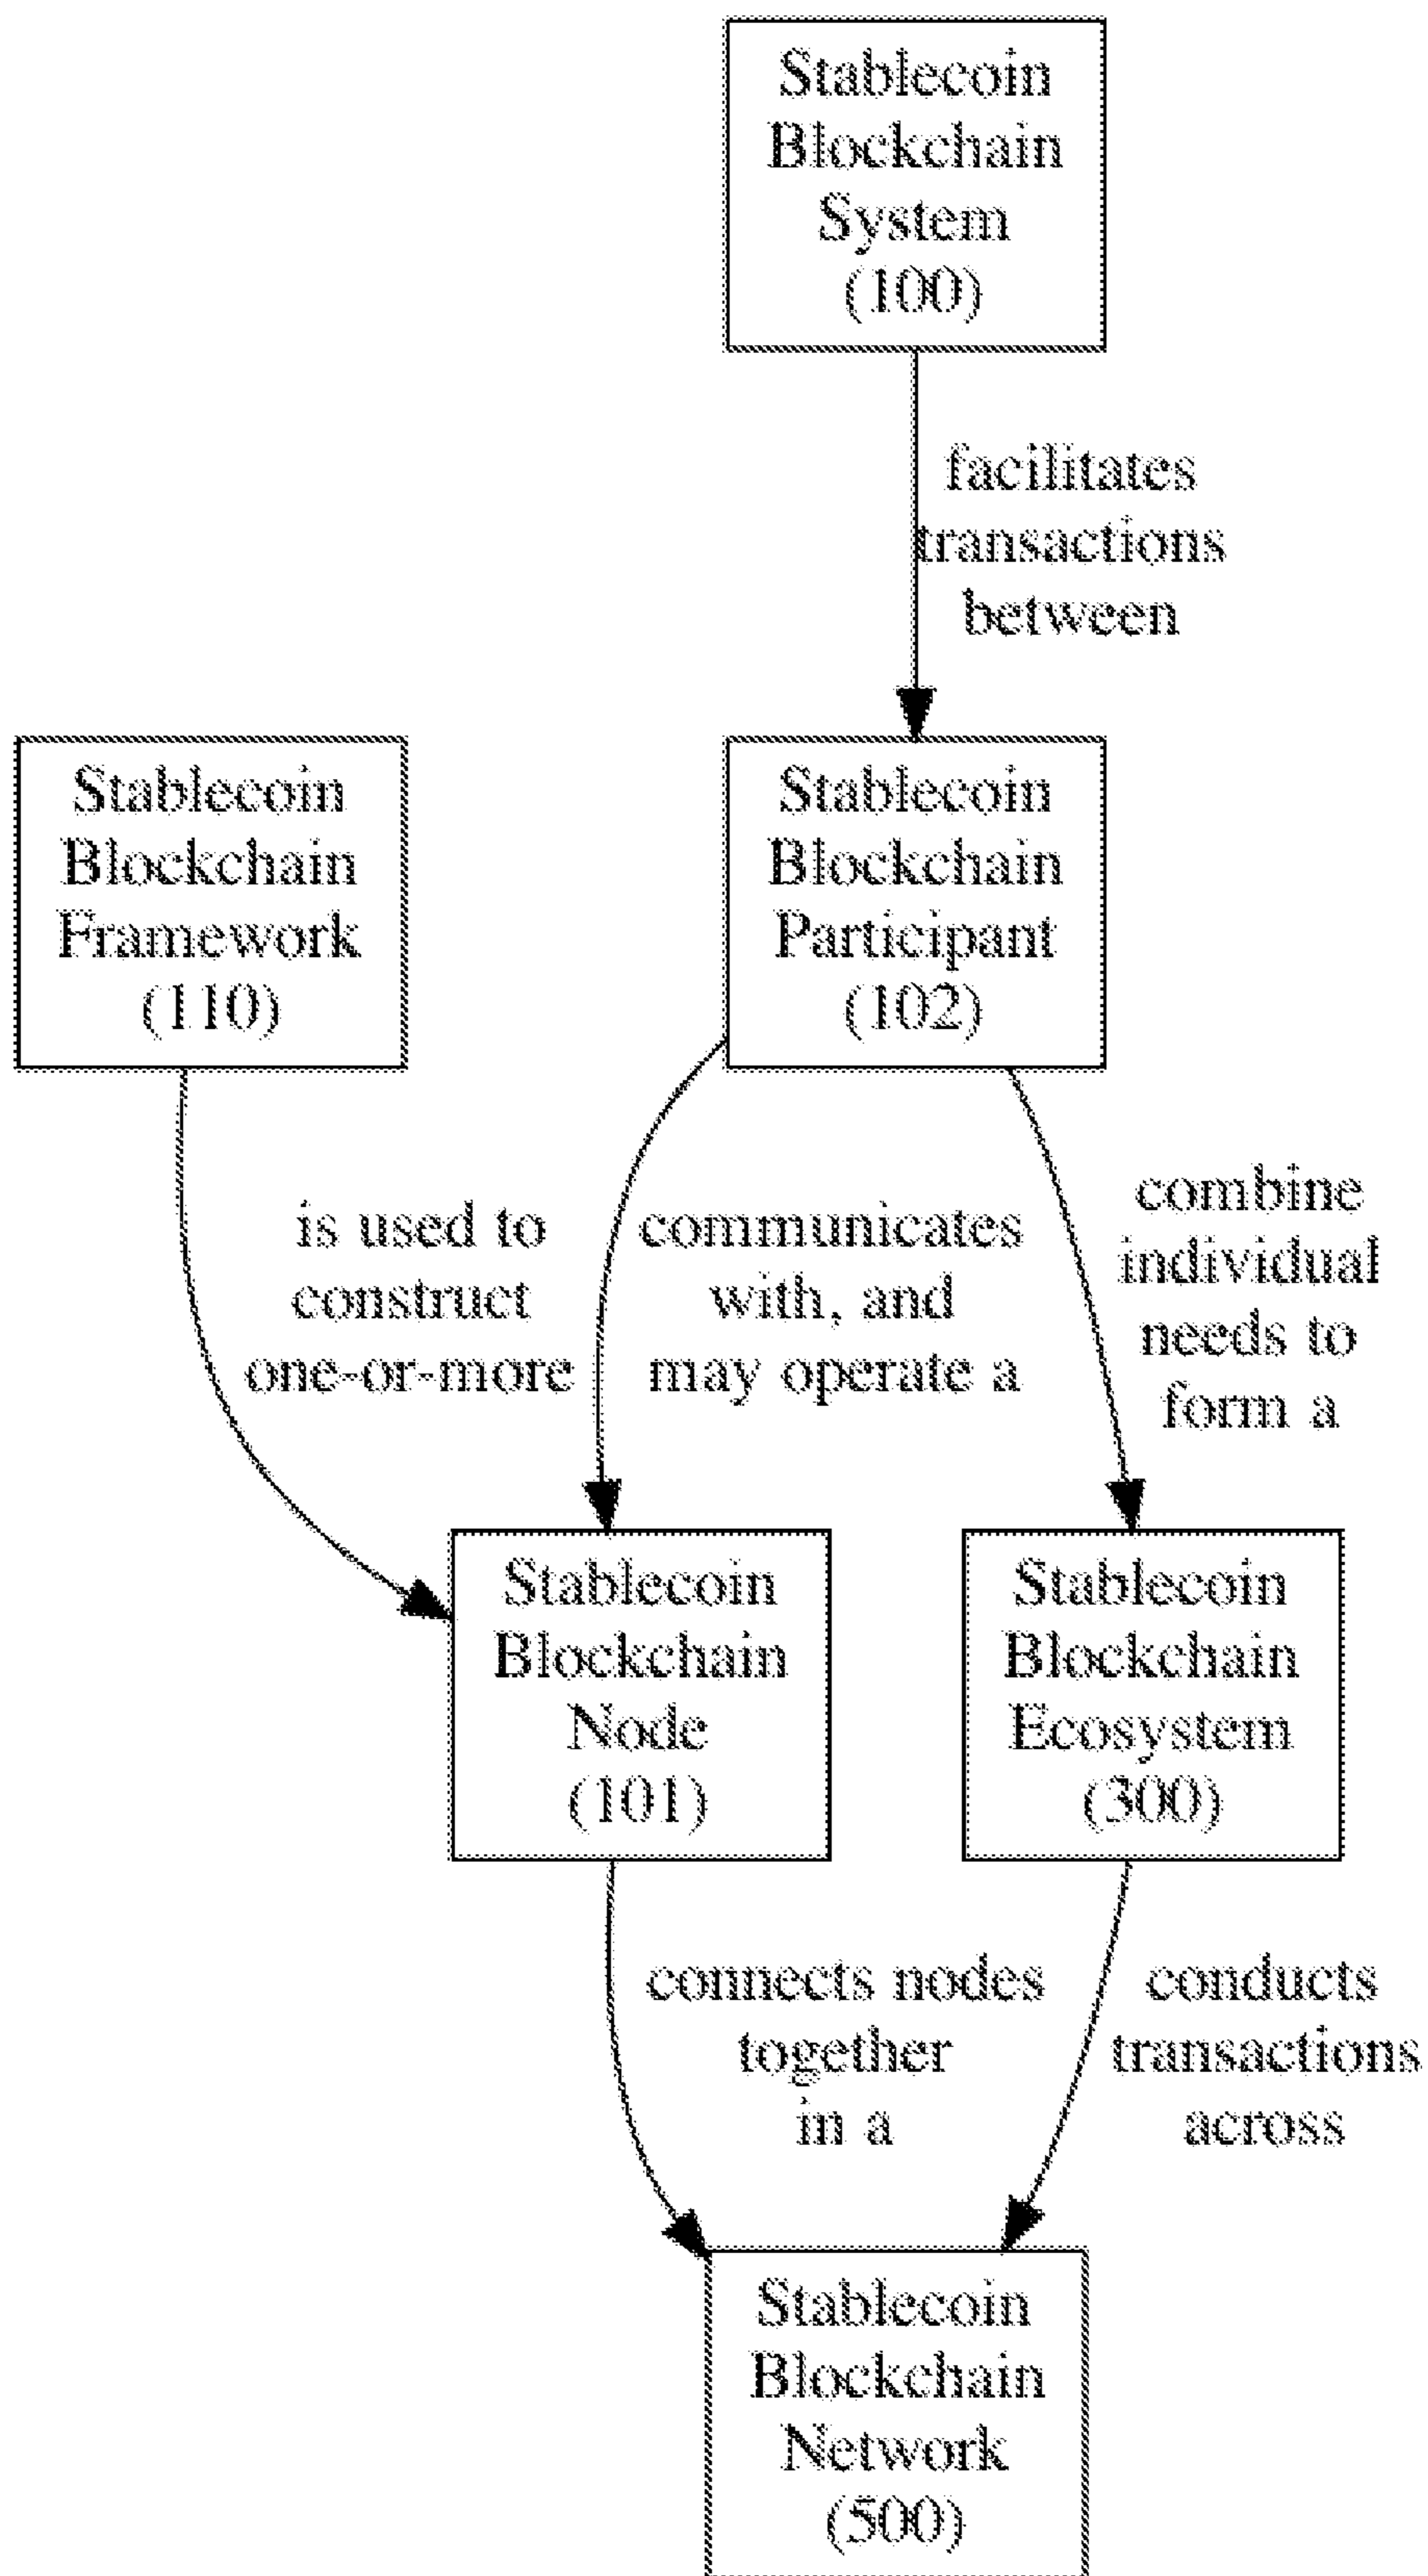 Stablecoin
Blockchain
System
(100)
facilitates
transactions
between
Stablecoin
Blockchain
Framework
(110)
Stablecoin
Blockchain
Participant
(102)
is used to
construct
one-or-more
communicates
with, and
may operate a
combine
individual
needs to
form a
Stablecoin
Blockchain
Node
(101)
Stablecoin
Blockchain
Ecosystem
(300)
connects nodes
together
in a
conducts
transactions
across
Stablecoin
Blockchain
Network
(500)